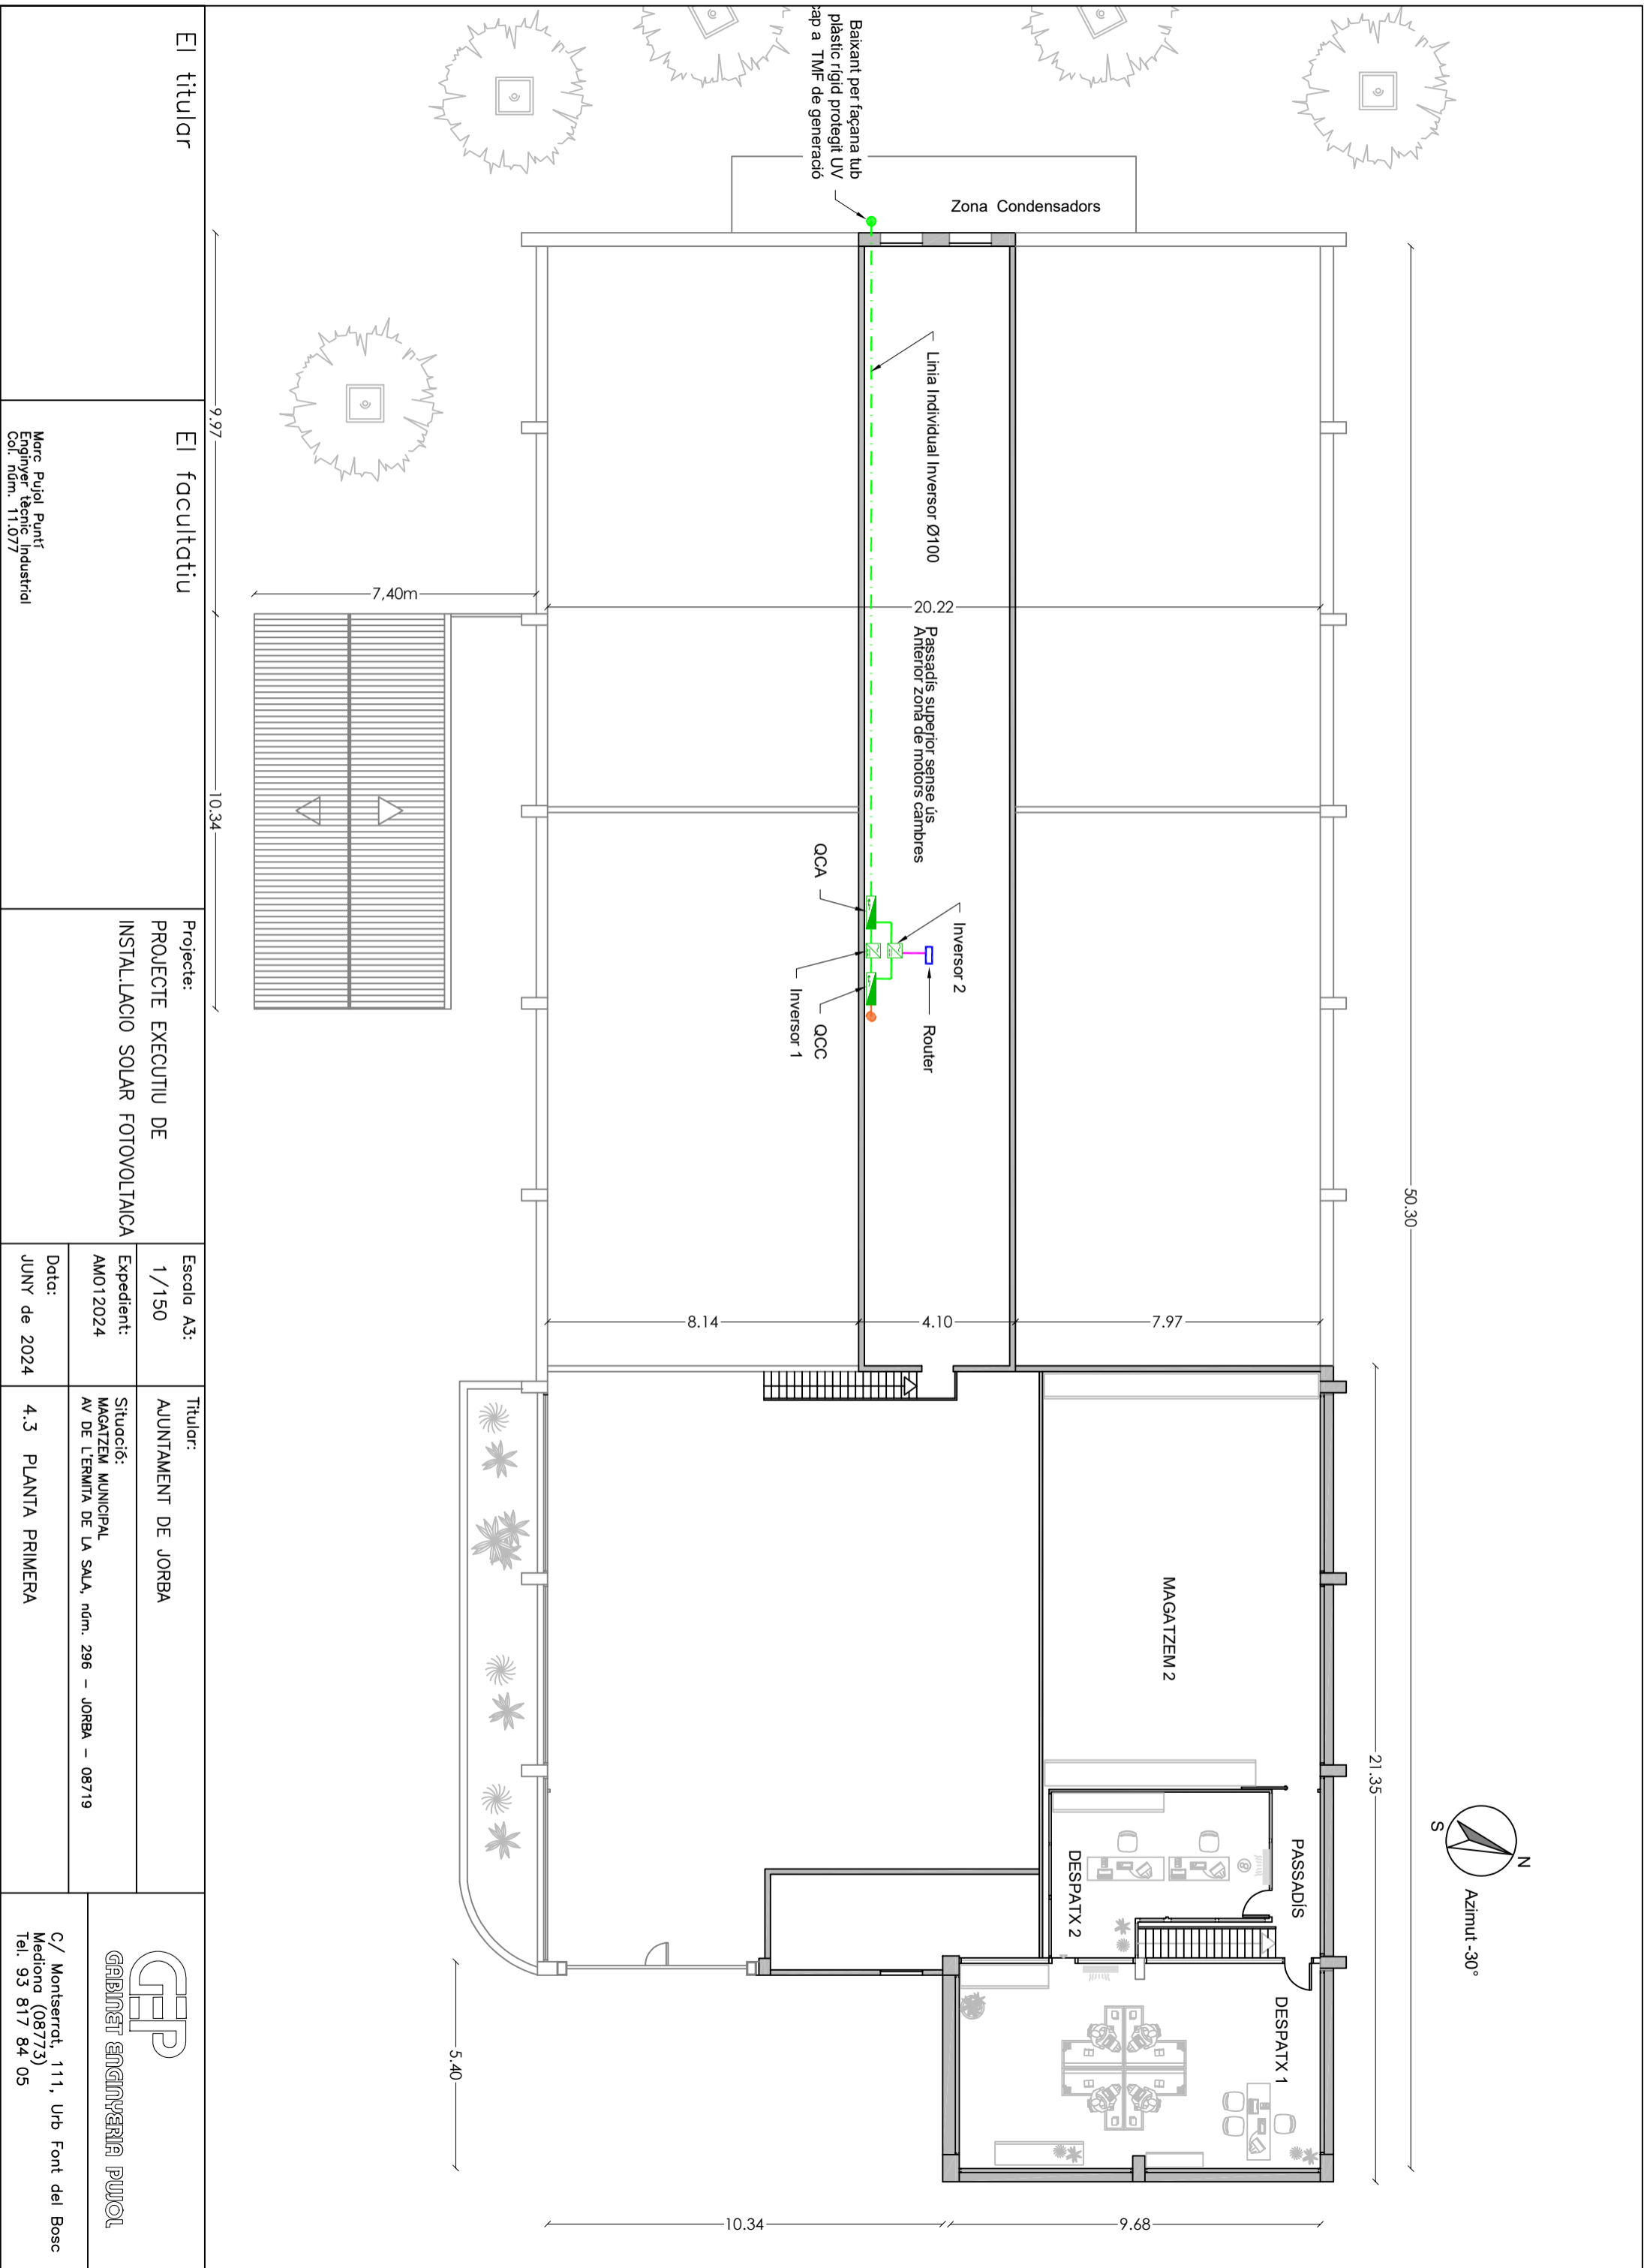 N
S
Azimut -30°
50.30
21.35
Zona Condensadors
Baixant per façana tub
plàstic rígid protegit UV
cap a TMF de generació
Linia Individual Inversor Ø100
20.22
Passadís superior sense ús
Anterior zona de motors cambres
QCA
Inversor 2
Router
QCC
Inversor 1
7.97
4.10
8.14
MAGATZEM 2
PASSADÍS
DESPATX 2
DESPATX 1
9.68
10.34
5.40
7,40m
9.97
10.34
El titular
El facultatiu
Marc Pujol Puntí
Enginyer tècnic Industrial
Col. núm. 11.077
Projecte:
PROJECTE EXECUTIU DE
INSTAL.LACIO SOLAR FOTOVOLTAICA
Escala A3:
1/150
Expedient:
AM012024
Data:
JUNY de 2024
Titular:
AJUNTAMENT DE JORBA
Situació:
MAGATZEM MUNICIPAL
AV DE L'ERMITA DE LA SALA, núm. 296 - JORBA - 08719
4.3 PLANTA PRIMERA
GEP
GABINET ENGINYERIA PUJOL
C/ Montserrat, 111, Urb Font del Bosc
Mediona (08773)
Tel. 93 817 84 05